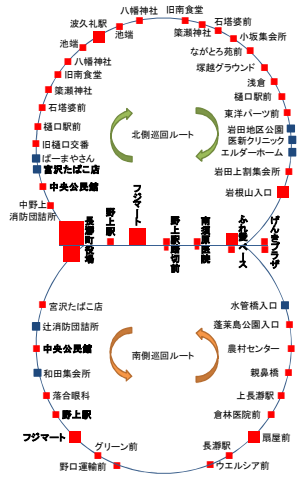 八幡神社
旧南食堂
波久礼駅
石塔婆前
池端
簗瀬神社
池端
小坂集会所
八幡神社
ながとろ苑前
旧南食堂
塚越グラウンド
簗瀬神社
浅倉
石塔婆前
樋口駅前
樋口駅前
東洋パーツ前
旧樋口交番
北側巡回ルート
岩田地区公園
ばーまやさん
医新クリニック
宮沢たばこ店
エルダーホーム
中央公民館
岩田上割集会所
中野上
消防団詰所
岩根山入口
長瀞町役場
野上駅
フジマート
野上駅踏切前
南須原医院
ふれ愛ベース
げんきプラザ
宮沢たばこ店
水管橋入口
辻消防団詰所
蓬莱島公園入口
中央公民館
南側巡回ルート
農村センター
和田集会所
親鼻橋
落合眼科
上長瀞駅
野上駅
倉林医院前
フジマート
扇屋前
グリーン前
長瀞駅
野口運輸前
ウエルシア前